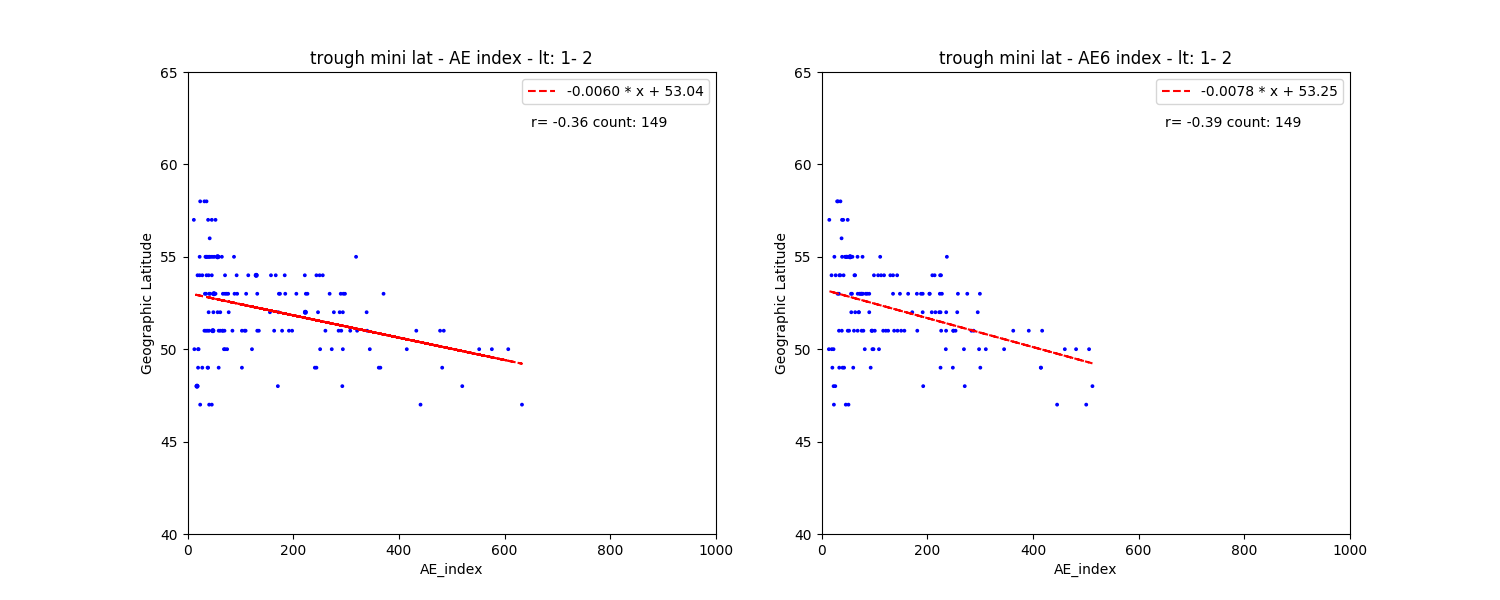 trough mini lat - AE index - lt: 1- 2
-0.0060 * x + 53.04
r= -0.36 count: 149
65
60
55
50
45
40
Geographic Latitude
0 200 400 600 800 1000
AE_index
trough mini lat - AE6 index - lt: 1- 2
-0.0078 * x + 53.25
r= -0.39 count: 149
65
60
55
50
45
40
Geographic Latitude
0 200 400 600 800 1000
AE_index